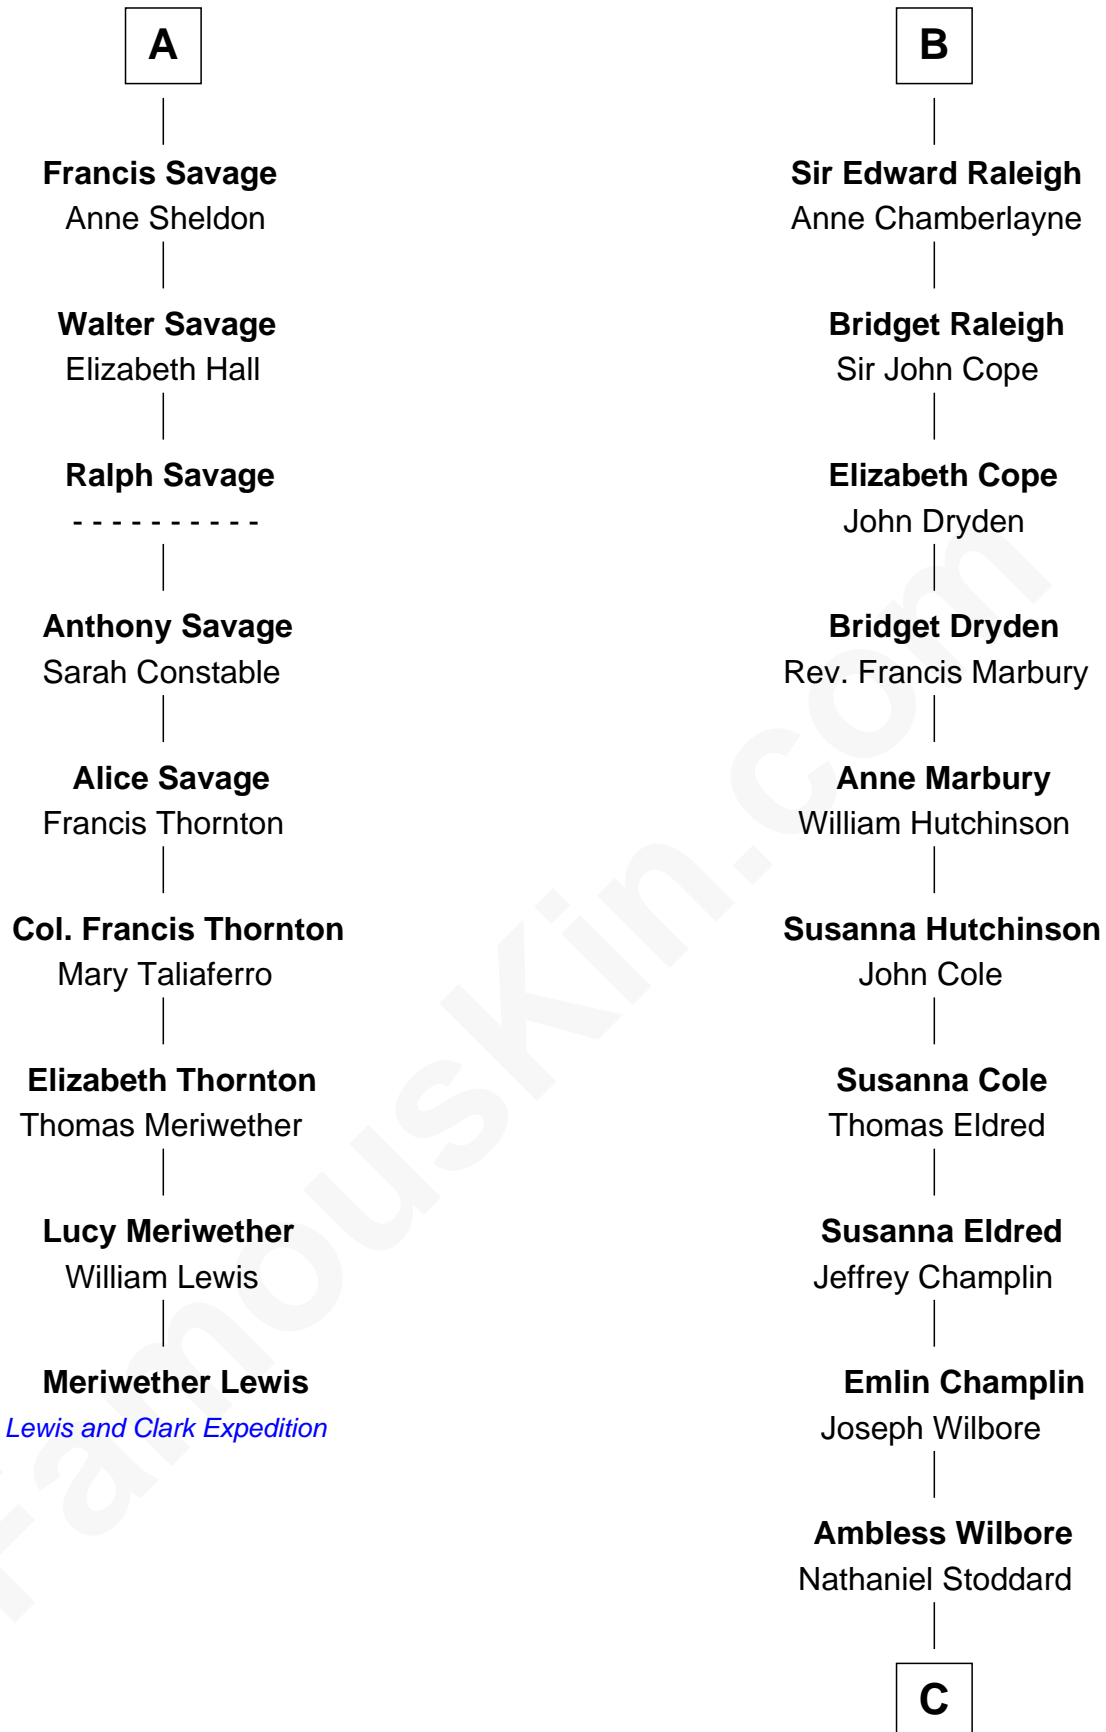 A
Francis Savage
Anne Sheldon
Walter Savage
Elizabeth Hall
Ralph Savage
- - - - - - - - - -
Anthony Savage
Sarah Constable
Alice Savage
Francis Thornton
Col. Francis Thornton
Mary Taliaferro
Elizabeth Thornton
Thomas Meriwether
Lucy Meriwether
William Lewis
Meriwether Lewis
Lewis and Clark Expedition
B
Sir Edward Raleigh
Anne Chamberlayne
Bridget Raleigh
Sir John Cope
Elizabeth Cope
John Dryden
Bridget Dryden
Rev. Francis Marbury
Anne Marbury
William Hutchinson
Susanna Hutchinson
John Cole
Susanna Cole
Thomas Eldred
Susanna Eldred
Jeffrey Champlin
Emlin Champlin
Joseph Wilbore
Ambless Wilbore
Nathaniel Stoddard
C
FamousKin.com